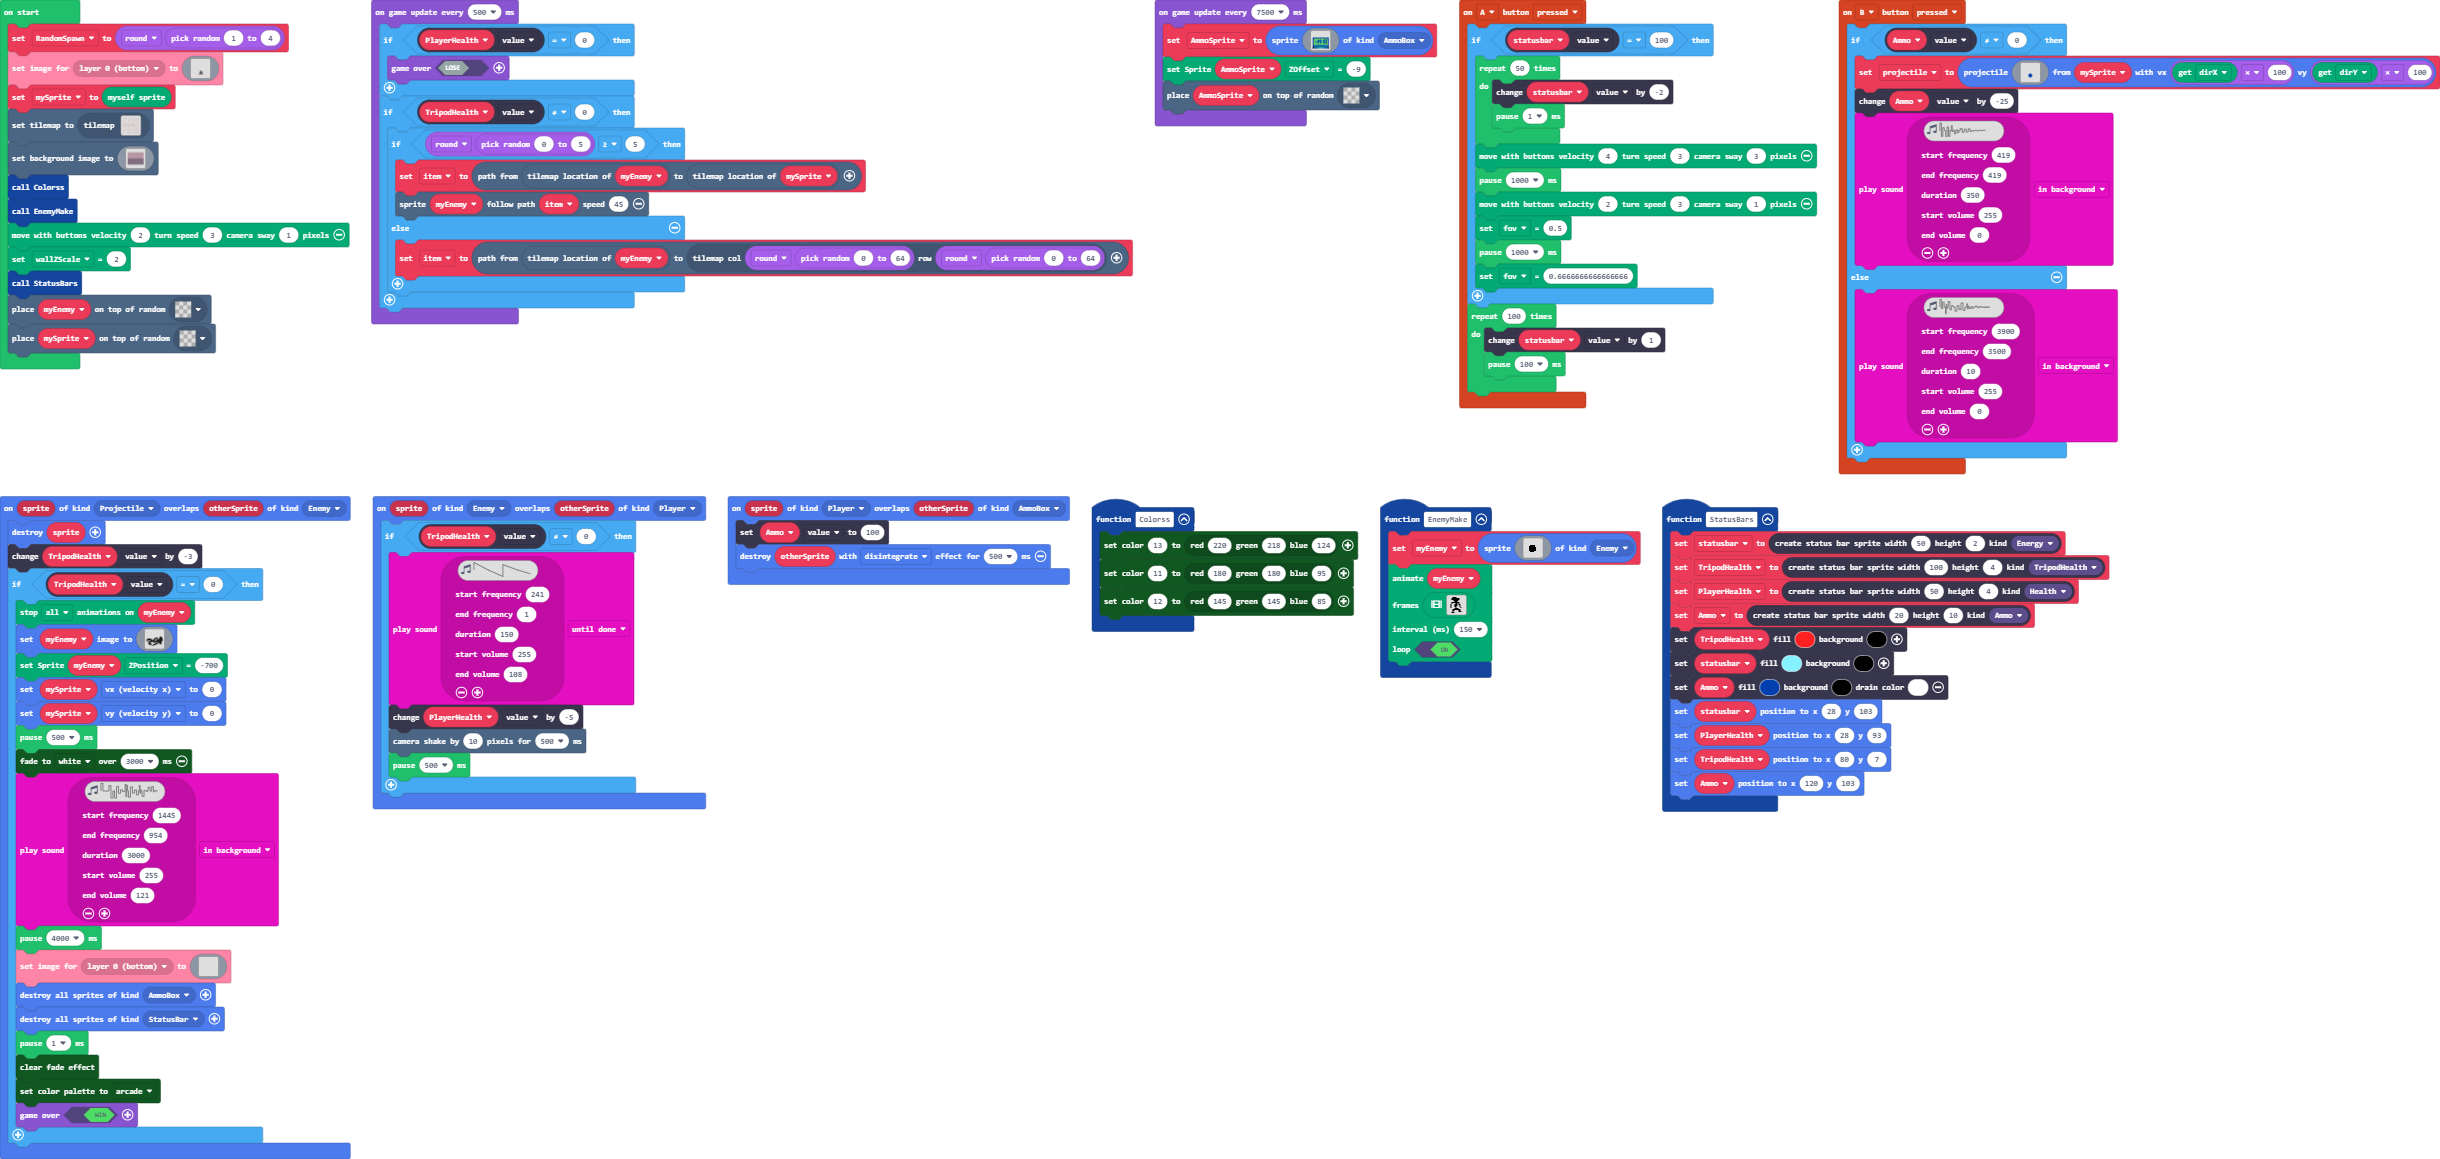 on start
set RandomSpawn to round pick random 1 to 4
set image for layer 0 (bottom) to
set mySprite to myself sprite
set tilemap to tilemap
set background image to
call Colorss
call EnemyMake
move with buttons velocity 2 turn speed 3 camera sway 1 pixels
set wallZScale = 2
call StatusBars
place myEnemy on top of random
place mySprite on top of random
on game update every 500 ms
if PlayerHealth value = 0 then
game over LOSE
if TripodHealth value ≠ 0 then
if round pick random 0 to 5 ≥ 5 then
set item to path from tilemap location of myEnemy to tilemap location of mySprite
sprite myEnemy follow path item speed 45
else
set item to path from tilemap location of myEnemy to tilemap col round pick random 0 to 64 row round pick random 0 to 64
on game update every 7500 ms
set AmmoSprite to sprite of kind AmmoBox
set Sprite AmmoSprite ZOffset = -9
place AmmoSprite on top of random
on A button pressed
if statusbar value = 100 then
repeat 50 times
do change statusbar value by -2
pause 1 ms
move with buttons velocity 4 turn speed 3 camera sway 3 pixels
pause 1000 ms
move with buttons velocity 2 turn speed 3 camera sway 1 pixels
set fov = 0.5
pause 1000 ms
set fov = 0.6666666666666666
repeat 100 times
do change statusbar value by 1
pause 100 ms
on B button pressed
if Ammo value ≠ 0 then
set projectile to projectile from mySprite with vx get dirX × 100 vy get dirY × 100
change Ammo value by -25
start frequency 419
end frequency 419
play sound duration 350 in background
start volume 255
end volume 0
else
start frequency 3900
end frequency 3500
play sound duration 10 in background
start volume 255
end volume 0
on sprite of kind Projectile overlaps otherSprite of kind Enemy
destroy sprite
change TripodHealth value by -3
if TripodHealth value = 0 then
stop all animations on myEnemy
set myEnemy image to
set Sprite myEnemy ZPosition = -700
set mySprite vx (velocity x) to 0
set mySprite vy (velocity y) to 0
pause 500 ms
fade to white over 3000 ms
start frequency 1445
end frequency 954
play sound duration 3000 in background
start volume 255
end volume 121
pause 4000 ms
set image for layer 0 (bottom) to
destroy all sprites of kind AmmoBox
destroy all sprites of kind StatusBar
pause 1 ms
clear fade effect
set color palette to arcade
game over WIN
on sprite of kind Enemy overlaps otherSprite of kind Player
if TripodHealth value ≠ 0 then
start frequency 241
end frequency 1
play sound duration 150 until done
start volume 255
end volume 108
change PlayerHealth value by -5
camera shake by 10 pixels for 500 ms
pause 500 ms
on sprite of kind Player overlaps otherSprite of kind AmmoBox
set Ammo value to 100
destroy otherSprite with disintegrate effect for 500 ms
function Colorss
set color 13 to red 220 green 218 blue 124
set color 11 to red 180 green 180 blue 95
set color 12 to red 145 green 145 blue 85
function EnemyMake
set myEnemy to sprite of kind Enemy
animate myEnemy
frames
interval (ms) 150
loop ON
function StatusBars
set statusbar to create status bar sprite width 50 height 2 kind Energy
set TripodHealth to create status bar sprite width 100 height 4 kind TripodHealth
set PlayerHealth to create status bar sprite width 50 height 4 kind Health
set Ammo to create status bar sprite width 20 height 10 kind Ammo
set TripodHealth fill background
set statusbar fill background
set Ammo fill background drain color
set statusbar position to x 28 y 103
set PlayerHealth position to x 28 y 93
set TripodHealth position to x 80 y 7
set Ammo position to x 120 y 103